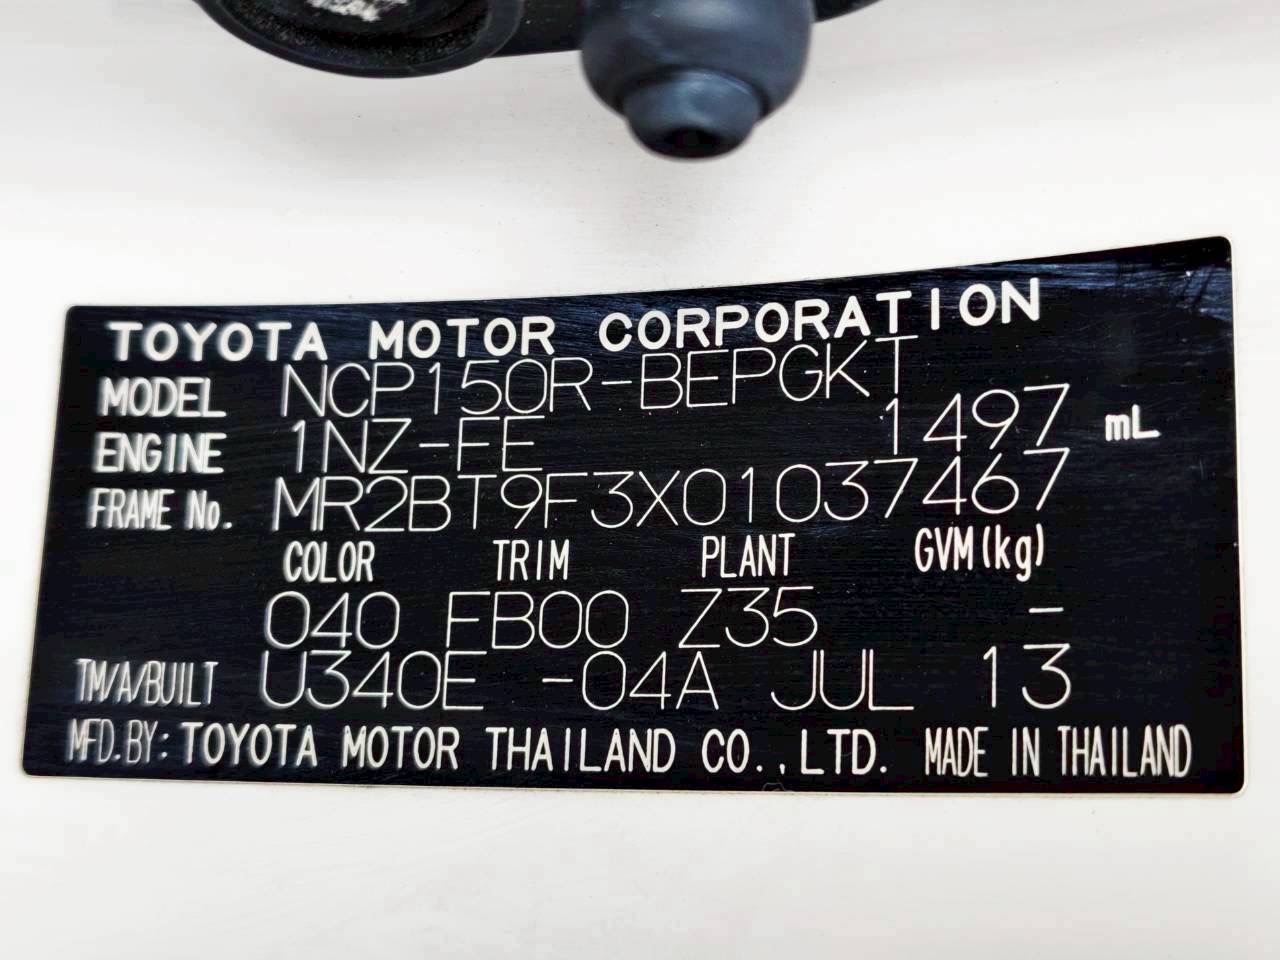 TOYOTA MOTOR CORPORATION
MODEL NCP150R-BEPGKT
ENGINE 1NZ-FE 1497 mL
FRAME No. MR2BT9F3X01037467
COLOR TRIM PLANT GVM(kg)
040 FB00 Z35 -
TM/A/BUILT U340E -04A JUL 13
MFD.BY: TOYOTA MOTOR THAILAND CO.,LTD. MADE IN THAILAND